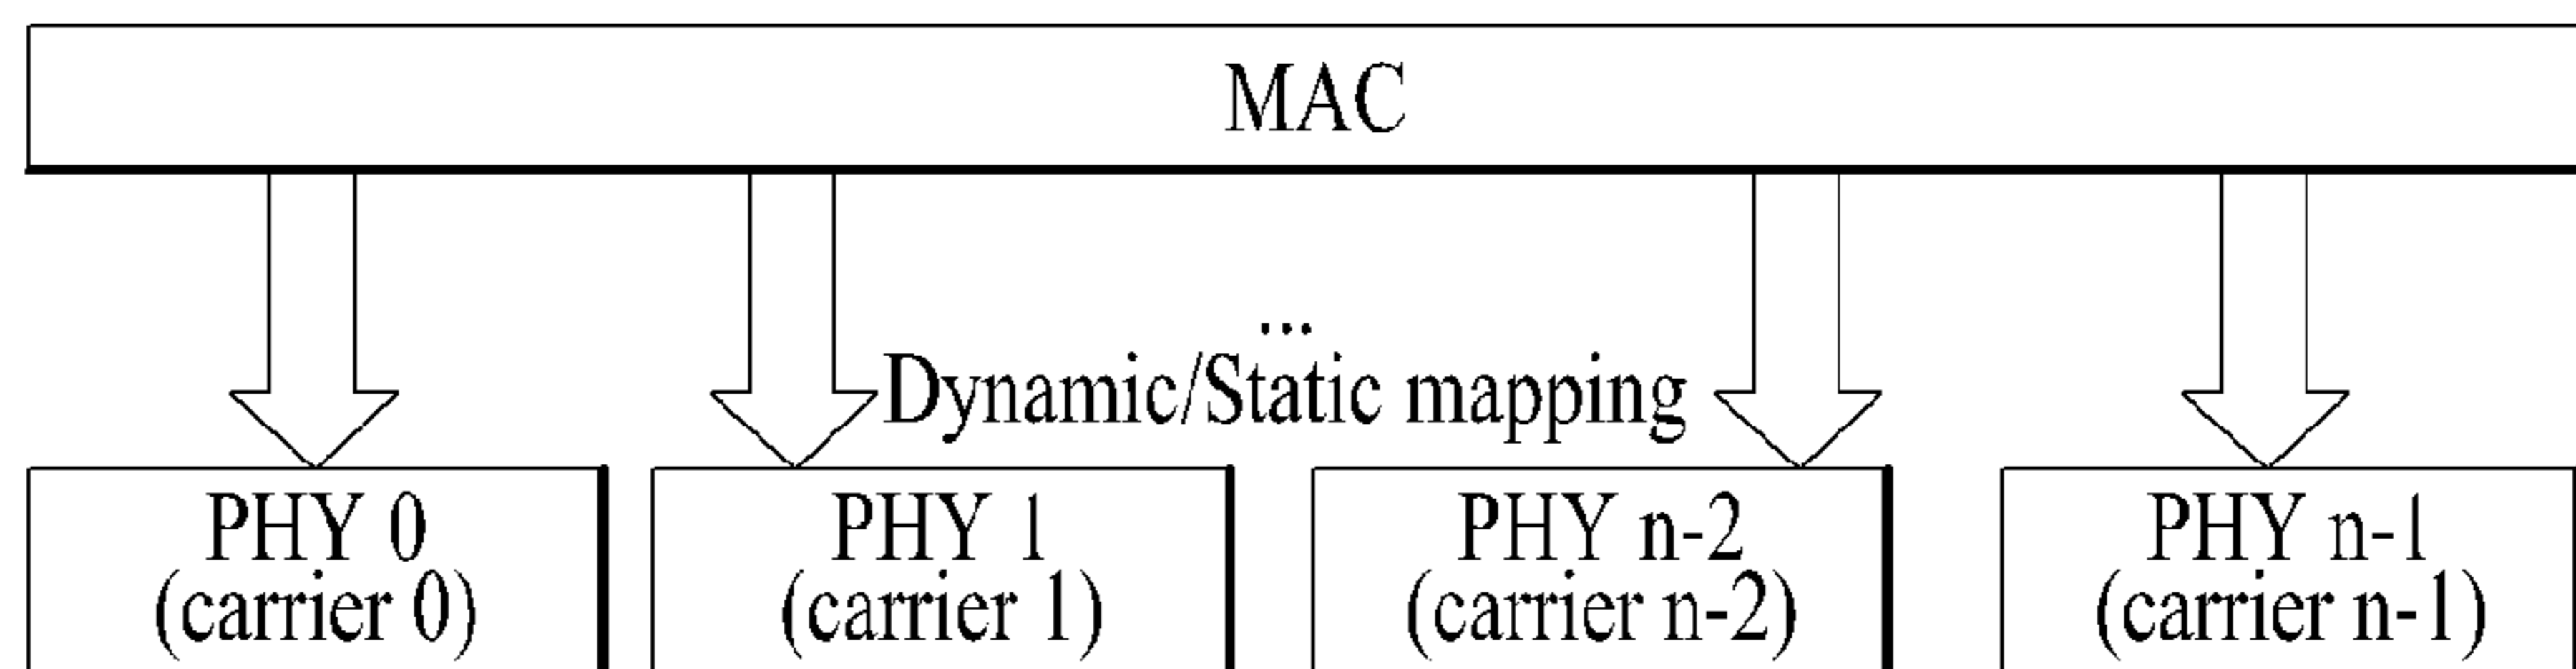 MAC
...
Dynamic/Static mapping
PHY 0
(carrier 0)
PHY 1
(carrier 1)
PHY n-2
(carrier n-2)
PHY n-1
(carrier n-1)